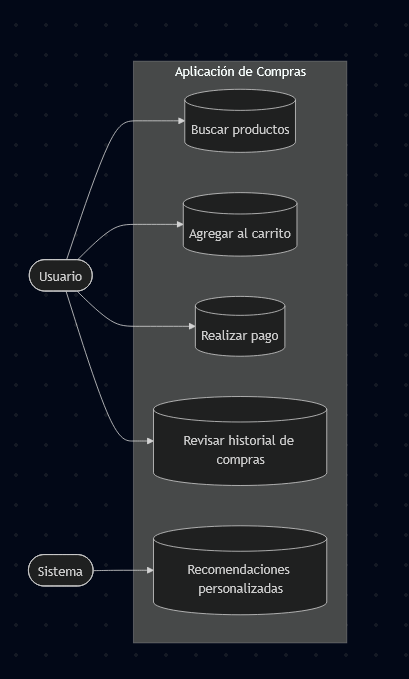 Aplicación de Compras
Buscar productos
Agregar al carrito
Usuario
Realizar pago
Revisar historial de
compras
Sistema
Recomendaciones
personalizadas